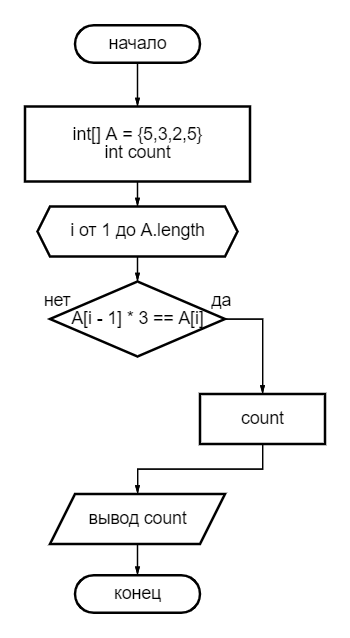 начало
int[] A = {5,3,2,5}
int count
i от 1 до A.length
нет
да
A[i - 1] * 3 == A[i]
count
вывод count
конец